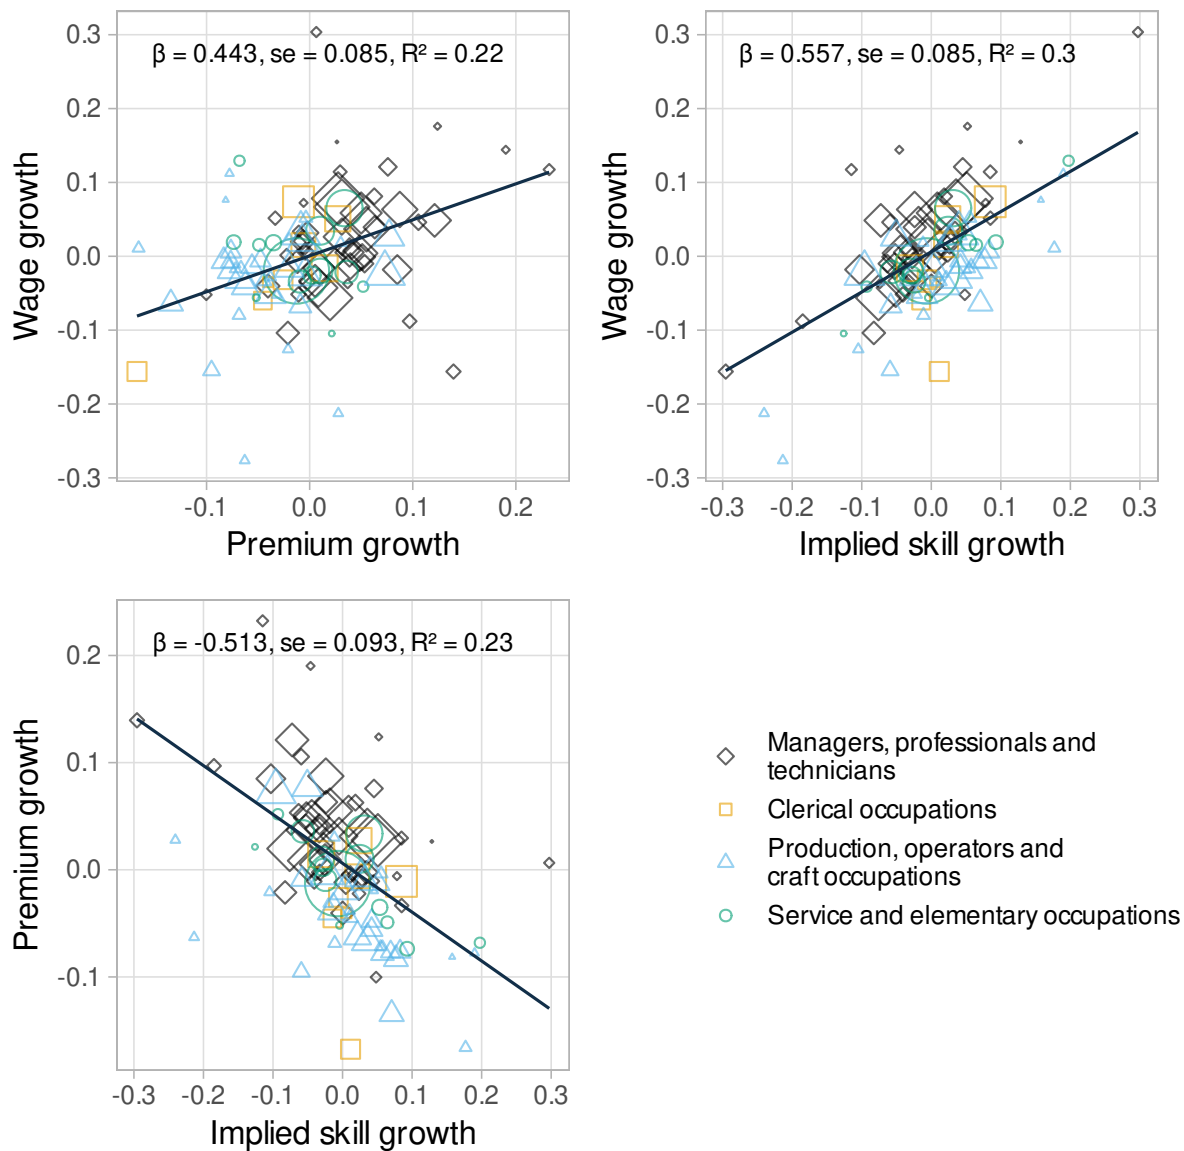 β = 0.443, se = 0.085, R² = 0.22
0.3
0.2
0.1
0.0
-0.1
-0.2
-0.3
Wage growth
-0.1
0.0
0.1
0.2
Premium growth
β = 0.557, se = 0.085, R² = 0.3
0.3
0.2
0.1
0.0
-0.1
-0.2
-0.3
Wage growth
-0.3
-0.2
-0.1
0.0
0.1
0.2
0.3
Implied skill growth
β = -0.513, se = 0.093, R² = 0.23
0.2
0.1
0.0
-0.1
Premium growth
-0.3
-0.2
-0.1
0.0
0.1
0.2
0.3
Implied skill growth
Managers, professionals and
technicians
Clerical occupations
Production, operators and
craft occupations
Service and elementary occupations